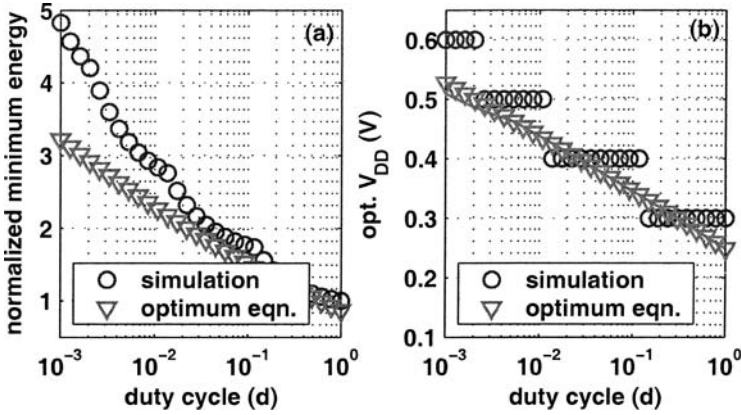 (a)
normalized minimum energy
5
4
3
2
1
simulation
optimum eqn.
10^-3
10^-2
10^-1
10^0
duty cycle (d)
(b)
opt. V_DD (V)
0.6
0.5
0.4
0.3
0.2
0.1
simulation
optimum eqn.
10^-3
10^-2
10^-1
10^0
duty cycle (d)